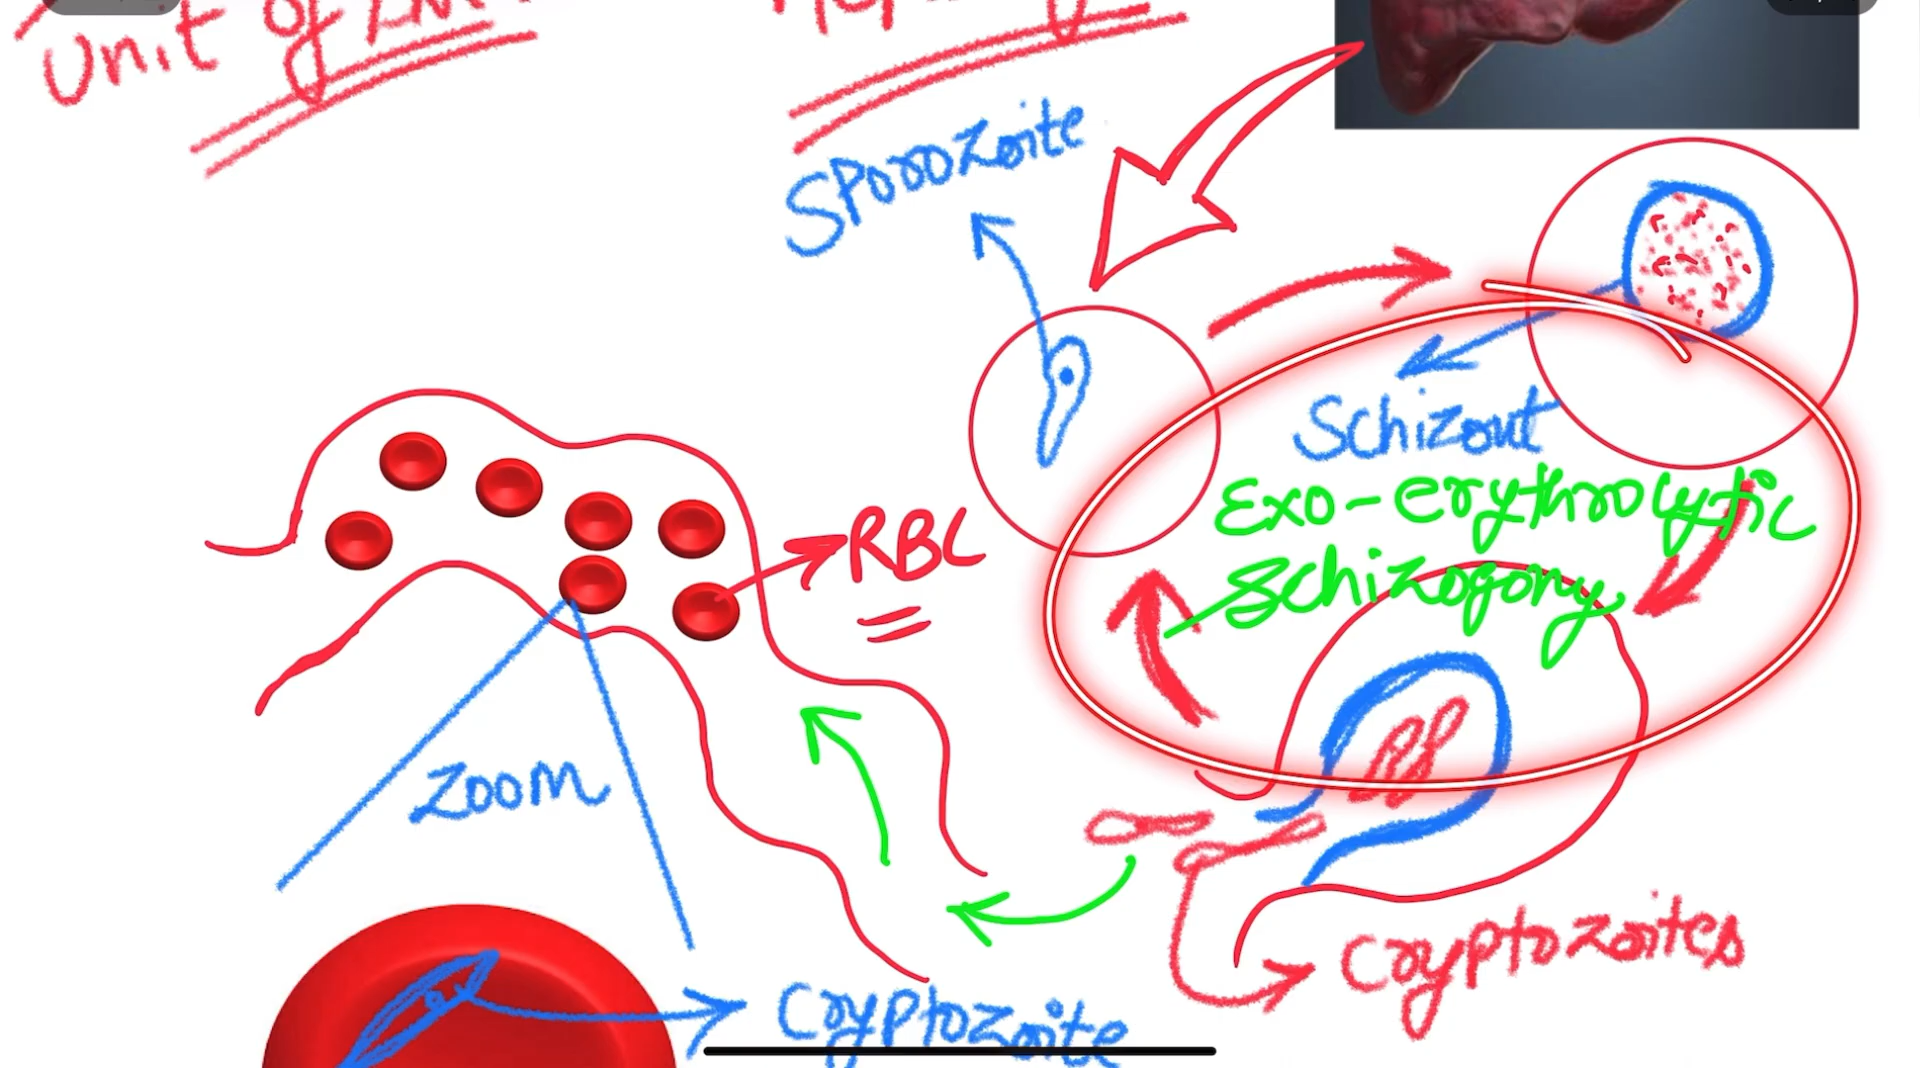 Unit of
Sporozoite
Schizont
Exo-erythrocytic
Schizogony
RBC
Zoom
Cryptozoites
Cryptozoite